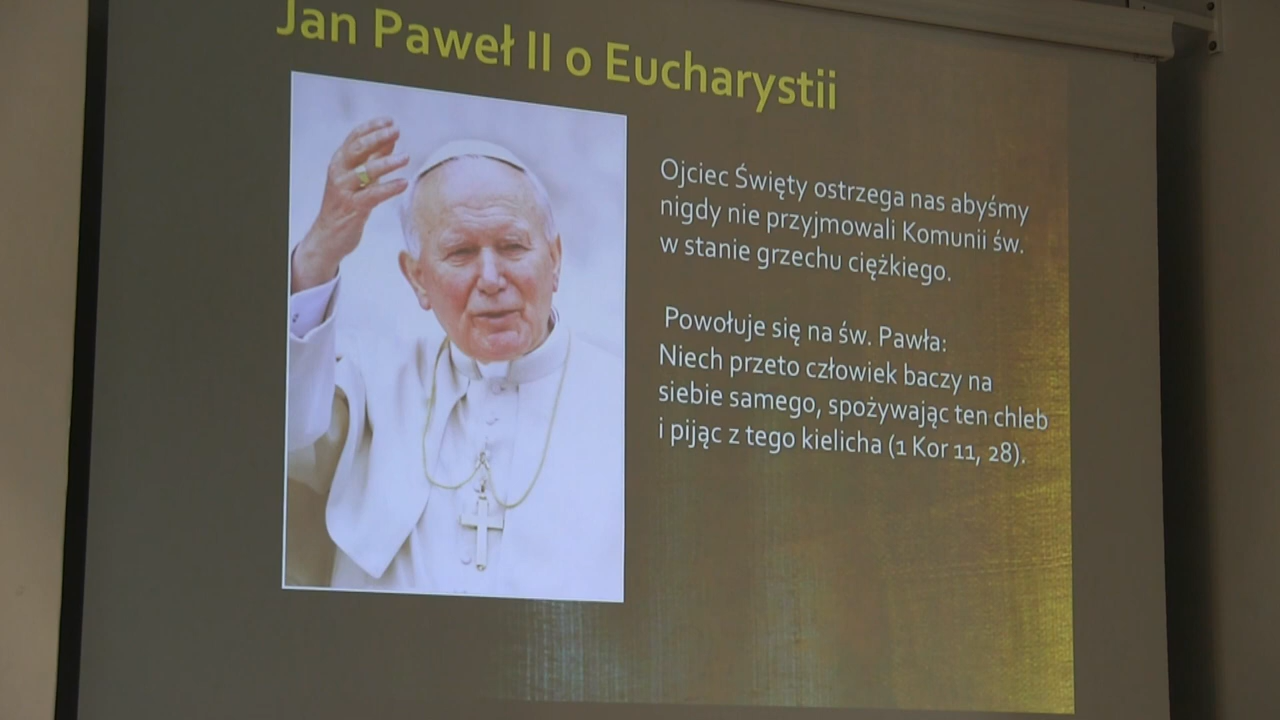 Jan Paweł II o Eucharystii
Ojciec Święty ostrzega nas abyśmy
nigdy nie przyjmowali Komunii św.
w stanie grzechu ciężkiego.
Powołuje się na św. Pawła:
Niech przeto człowiek baczy na
siebie samego, spożywając ten chleb
i pijąc z tego kielicha (1 Kor 11, 28).